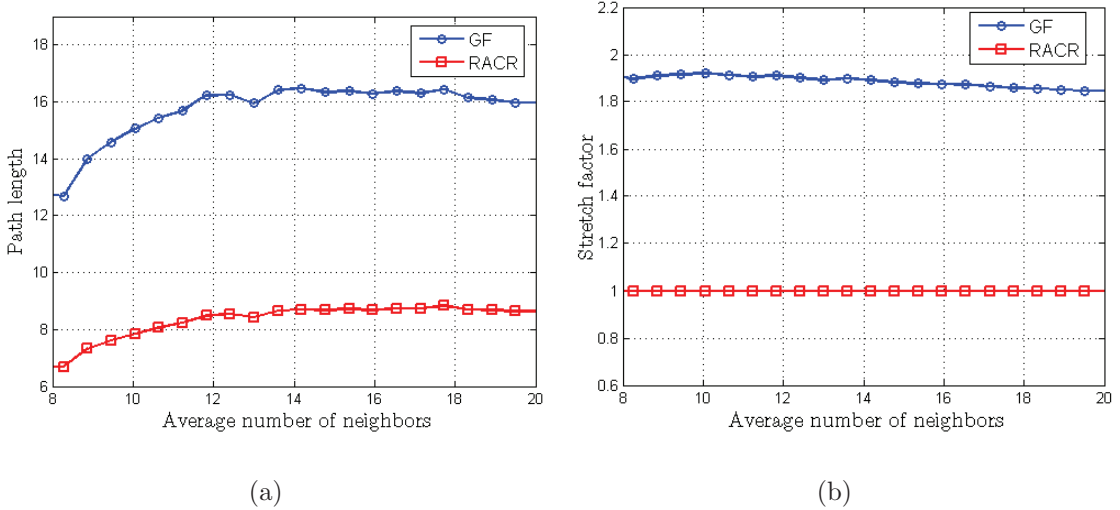 18
16
14
12
10
8
6
8 10 12 14 16 18 20
Path length
Average number of neighbors
GF
RACR
(a)
2.2
2
1.8
1.6
1.4
1.2
1
0.8
0.6
8 10 12 14 16 18 20
Stretch factor
Average number of neighbors
GF
RACR
(b)